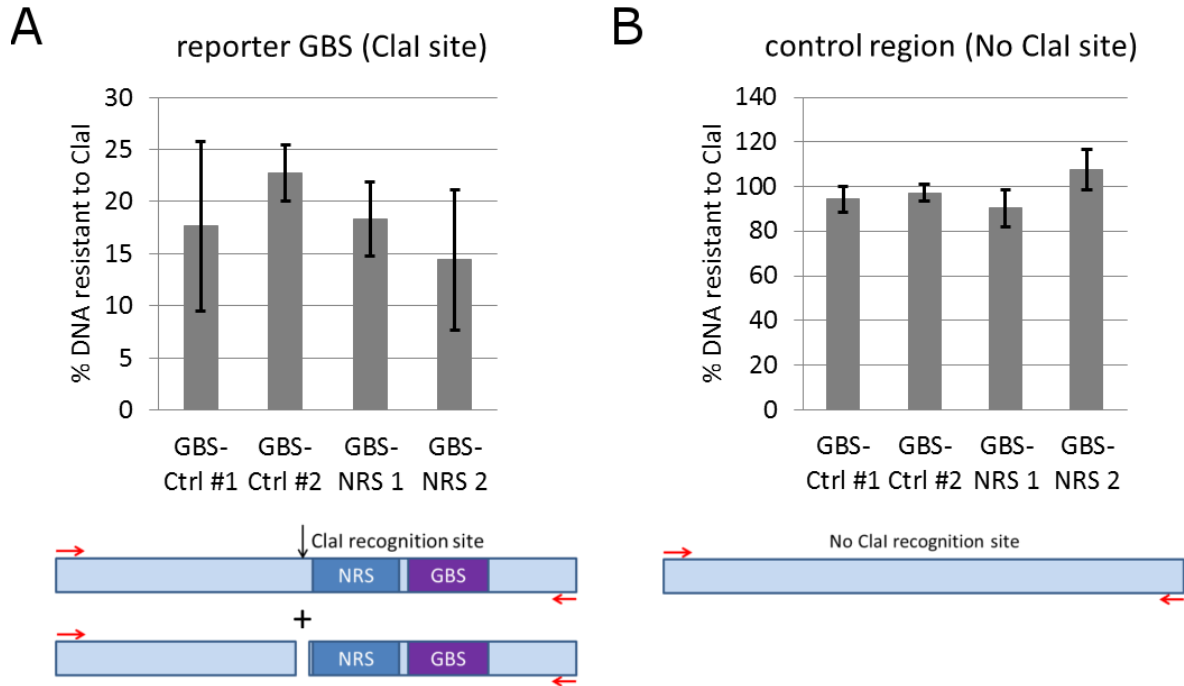 A
reporter GBS (ClaI site)
% DNA resistant to ClaI
30
25
20
15
10
5
0
GBS-
Ctrl #1
GBS-
Ctrl #2
GBS-
NRS 1
GBS-
NRS 2
ClaI recognition site
NRS
GBS
+
NRS
GBS
B
control region (No ClaI site)
% DNA resistant to ClaI
140
120
100
80
60
40
20
0
GBS-
Ctrl #1
GBS-
Ctrl #2
GBS-
NRS 1
GBS-
NRS 2
No ClaI recognition site